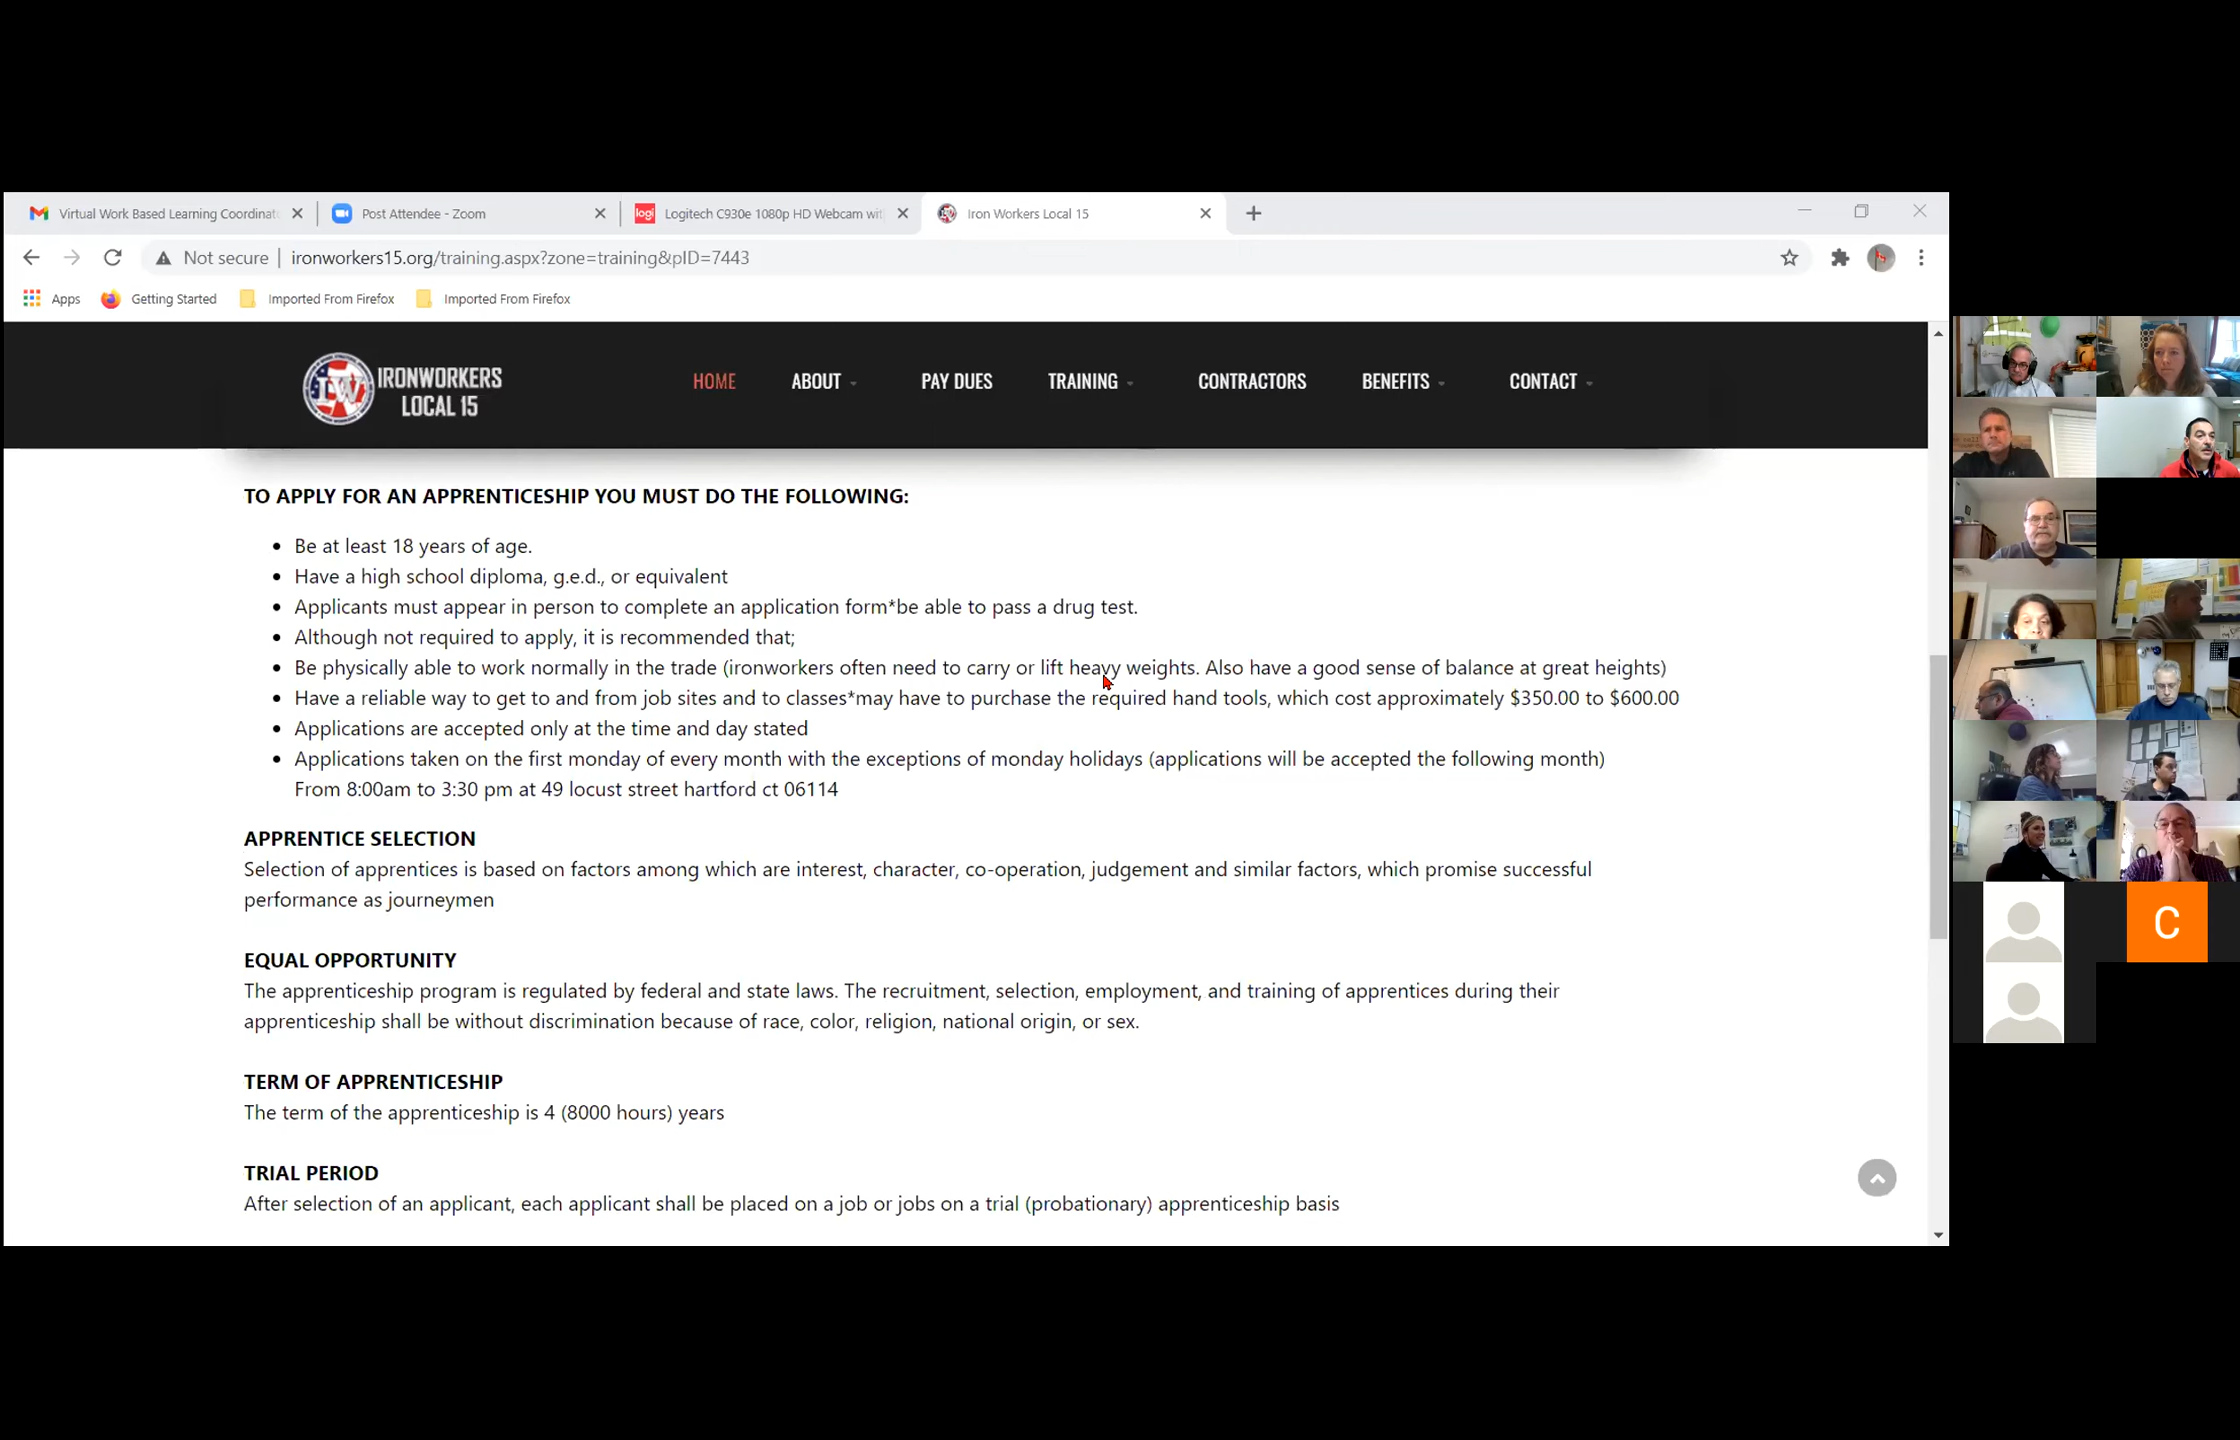 Virtual Work Based Learning Coordinat
Post Attendee - Zoom
logi
Logitech C930e 1080p HD Webcam wit
Iron Workers Local 15
Not secure
ironworkers15.org/training.aspx?zone=training&pID=7443
Apps
Getting Started
Imported From Firefox
Imported From Firefox
IW
IRONWORKERS
LOCAL 15
HOME
ABOUT
PAY DUES
TRAINING
CONTRACTORS
BENEFITS
CONTACT
TO APPLY FOR AN APPRENTICESHIP YOU MUST DO THE FOLLOWING:
• Be at least 18 years of age.
• Have a high school diploma, g.e.d., or equivalent
• Applicants must appear in person to complete an application form*be able to pass a drug test.
• Although not required to apply, it is recommended that;
• Be physically able to work normally in the trade (ironworkers often need to carry or lift heavy weights. Also have a good sense of balance at great heights)
• Have a reliable way to get to and from job sites and to classes*may have to purchase the required hand tools, which cost approximately $350.00 to $600.00
• Applications are accepted only at the time and day stated
• Applications taken on the first monday of every month with the exceptions of monday holidays (applications will be accepted the following month)
From 8:00am to 3:30 pm at 49 locust street hartford ct 06114
APPRENTICE SELECTION
Selection of apprentices is based on factors among which are interest, character, co-operation, judgement and similar factors, which promise successful
performance as journeymen
EQUAL OPPORTUNITY
The apprenticeship program is regulated by federal and state laws. The recruitment, selection, employment, and training of apprentices during their
apprenticeship shall be without discrimination because of race, color, religion, national origin, or sex.
TERM OF APPRENTICESHIP
The term of the apprenticeship is 4 (8000 hours) years
TRIAL PERIOD
After selection of an applicant, each applicant shall be placed on a job or jobs on a trial (probationary) apprenticeship basis
C